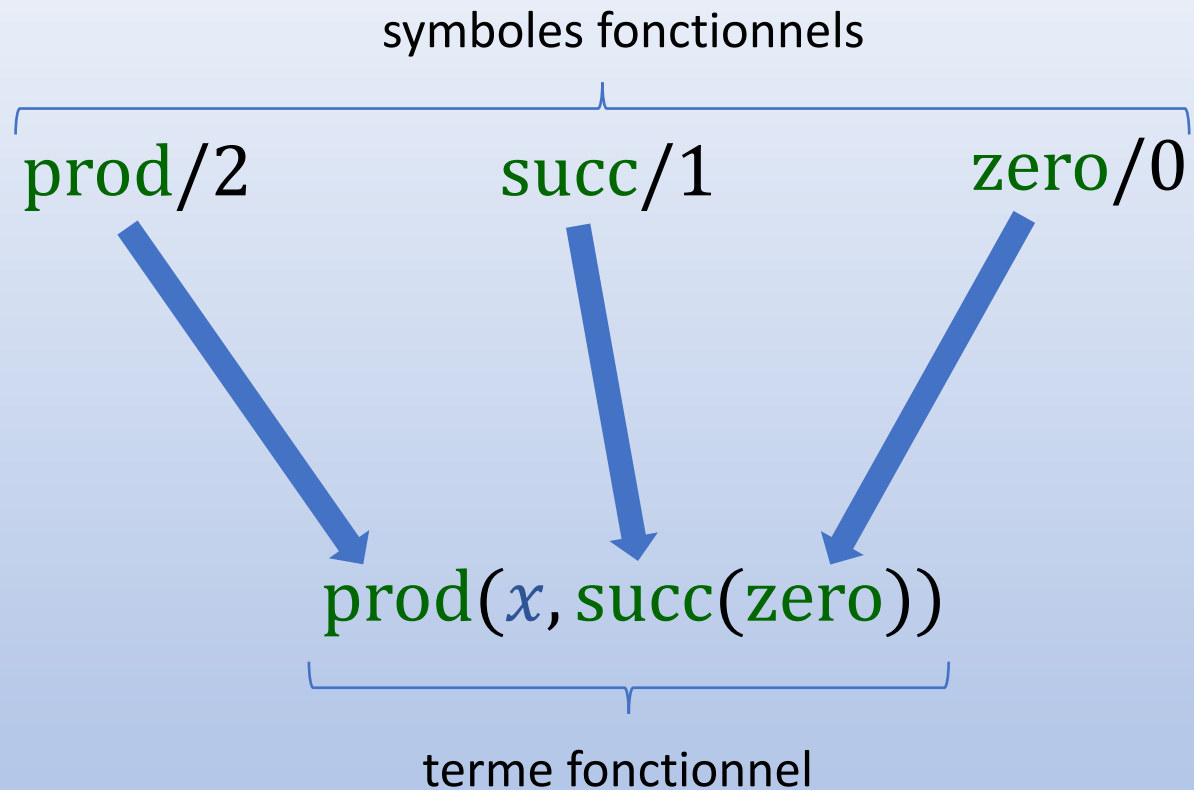 symboles fonctionnels
prod/2 succ/1 zero/0
prod(x, succ(zero))
terme fonctionnel